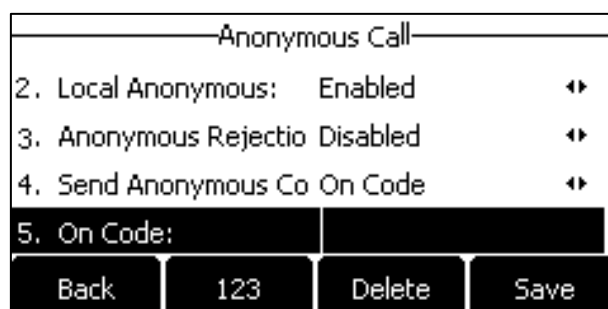 Anonymous Call
2. Local Anonymous: Enabled
3. Anonymous Rejectio Disabled
4. Send Anonymous Co On Code
5. On Code:
Back 123 Delete Save